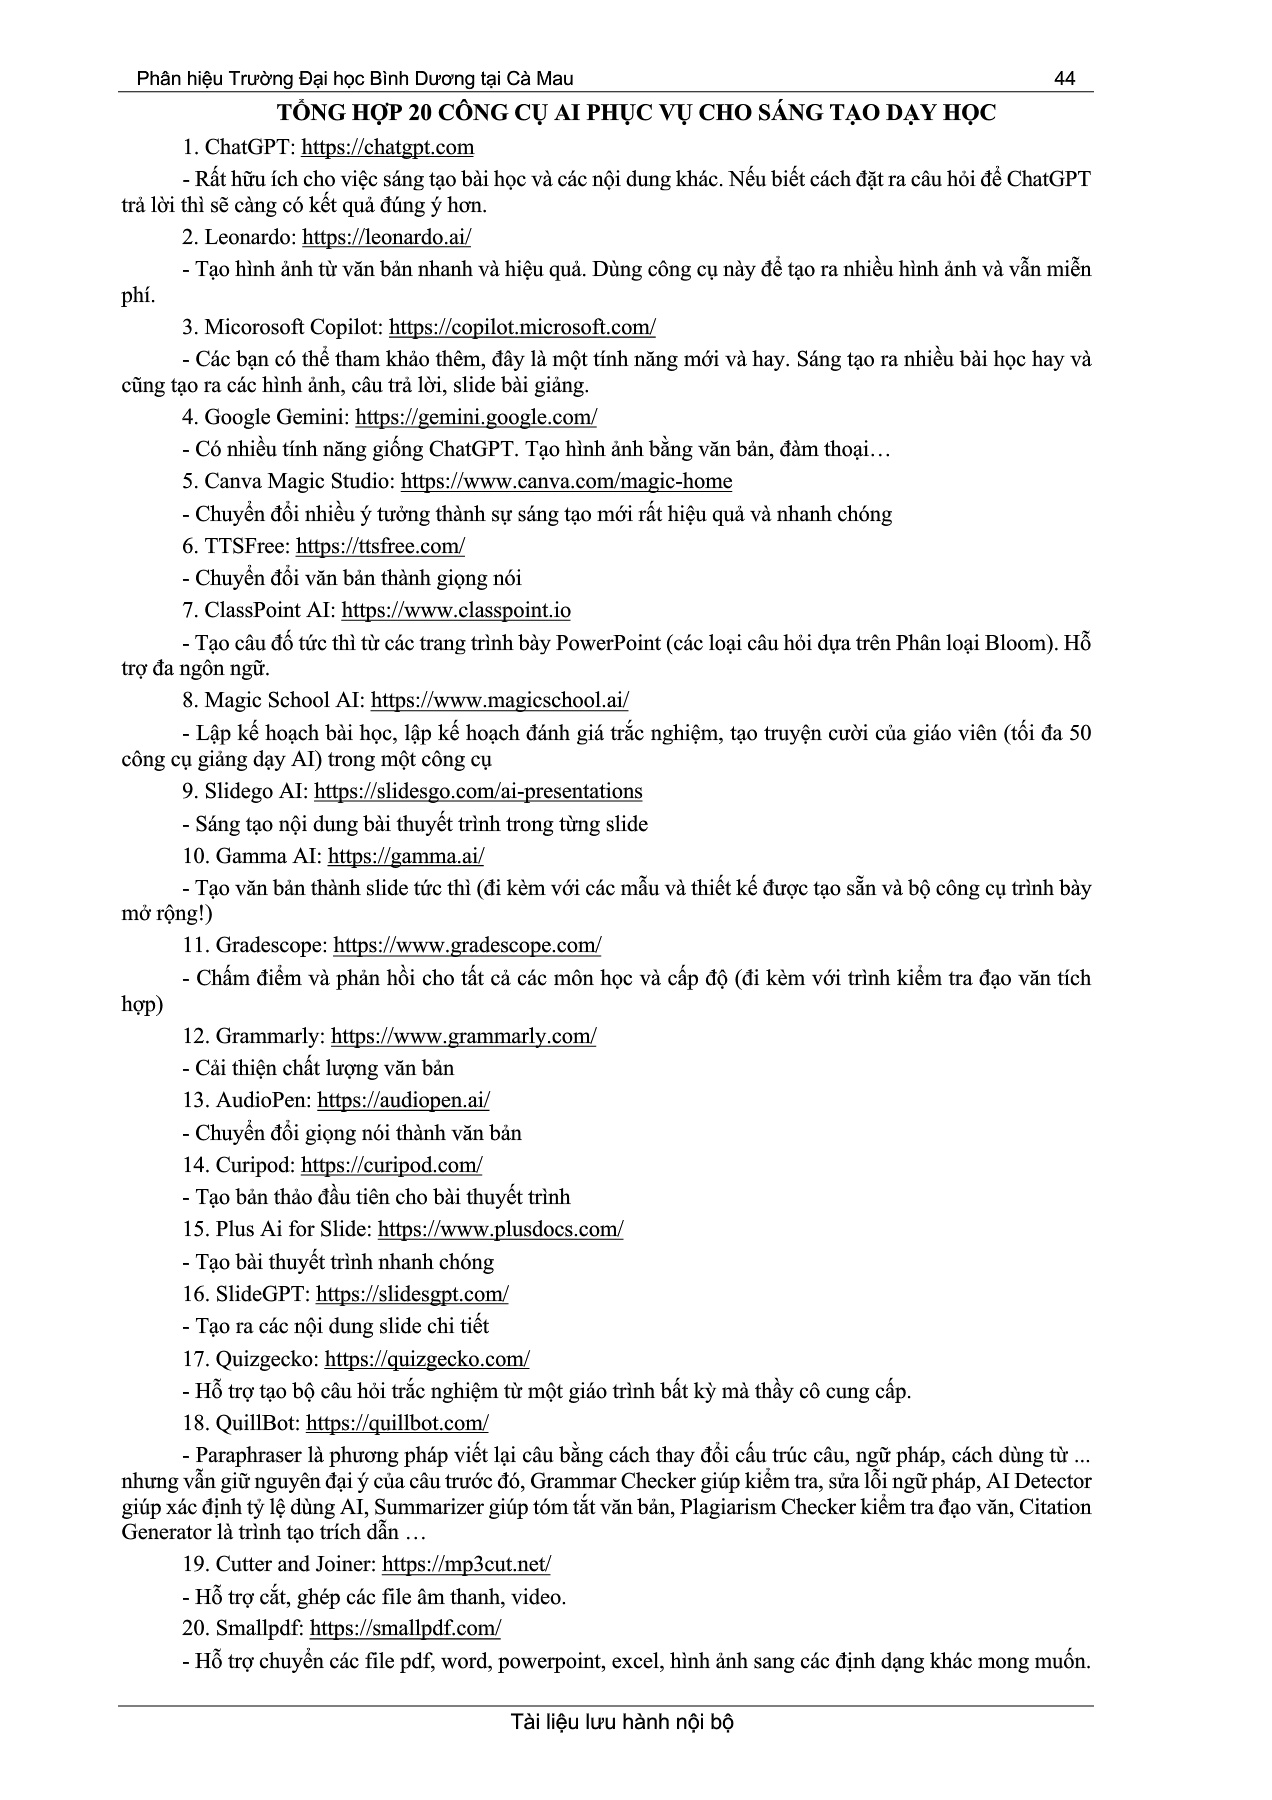 Phân hiệu Trường Đại học Bình Dương tại Cà Mau 44
TỔNG HỢP 20 CÔNG CỤ AI PHỤC VỤ CHO SÁNG TẠO DẠY HỌC
1. ChatGPT: https://chatgpt.com
- Rất hữu ích cho việc sáng tạo bài học và các nội dung khác. Nếu biết cách đặt ra câu hỏi để ChatGPT
trả lời thì sẽ càng có kết quả đúng ý hơn.
2. Leonardo: https://leonardo.ai/
- Tạo hình ảnh từ văn bản nhanh và hiệu quả. Dùng công cụ này để tạo ra nhiều hình ảnh và vẫn miễn
phí.
3. Micorosoft Copilot: https://copilot.microsoft.com/
- Các bạn có thể tham khảo thêm, đây là một tính năng mới và hay. Sáng tạo ra nhiều bài học hay và
cũng tạo ra các hình ảnh, câu trả lời, slide bài giảng.
4. Google Gemini: https://gemini.google.com/
- Có nhiều tính năng giống ChatGPT. Tạo hình ảnh bằng văn bản, đàm thoại…
5. Canva Magic Studio: https://www.canva.com/magic-home
- Chuyển đổi nhiều ý tưởng thành sự sáng tạo mới rất hiệu quả và nhanh chóng
6. TTSFree: https://ttsfree.com/
- Chuyển đổi văn bản thành giọng nói
7. ClassPoint AI: https://www.classpoint.io
- Tạo câu đố tức thì từ các trang trình bày PowerPoint (các loại câu hỏi dựa trên Phân loại Bloom). Hỗ
trợ đa ngôn ngữ.
8. Magic School AI: https://www.magicschool.ai/
- Lập kế hoạch bài học, lập kế hoạch đánh giá trắc nghiệm, tạo truyện cười của giáo viên (tối đa 50
công cụ giảng dạy AI) trong một công cụ
9. Slidego AI: https://slidesgo.com/ai-presentations
- Sáng tạo nội dung bài thuyết trình trong từng slide
10. Gamma AI: https://gamma.ai/
- Tạo văn bản thành slide tức thì (đi kèm với các mẫu và thiết kế được tạo sẵn và bộ công cụ trình bày
mở rộng!)
11. Gradescope: https://www.gradescope.com/
- Chấm điểm và phản hồi cho tất cả các môn học và cấp độ (đi kèm với trình kiểm tra đạo văn tích
hợp)
12. Grammarly: https://www.grammarly.com/
- Cải thiện chất lượng văn bản
13. AudioPen: https://audiopen.ai/
- Chuyển đổi giọng nói thành văn bản
14. Curipod: https://curipod.com/
- Tạo bản thảo đầu tiên cho bài thuyết trình
15. Plus Ai for Slide: https://www.plusdocs.com/
- Tạo bài thuyết trình nhanh chóng
16. SlideGPT: https://slidesgpt.com/
- Tạo ra các nội dung slide chi tiết
17. Quizgecko: https://quizgecko.com/
- Hỗ trợ tạo bộ câu hỏi trắc nghiệm từ một giáo trình bất kỳ mà thầy cô cung cấp.
18. QuillBot: https://quillbot.com/
- Paraphraser là phương pháp viết lại câu bằng cách thay đổi cấu trúc câu, ngữ pháp, cách dùng từ ...
nhưng vẫn giữ nguyên đại ý của câu trước đó, Grammar Checker giúp kiểm tra, sửa lỗi ngữ pháp, AI Detector
giúp xác định tỷ lệ dùng AI, Summarizer giúp tóm tắt văn bản, Plagiarism Checker kiểm tra đạo văn, Citation
Generator là trình tạo trích dẫn …
19. Cutter and Joiner: https://mp3cut.net/
- Hỗ trợ cắt, ghép các file âm thanh, video.
20. Smallpdf: https://smallpdf.com/
- Hỗ trợ chuyển các file pdf, word, powerpoint, excel, hình ảnh sang các định dạng khác mong muốn.
Tài liệu lưu hành nội bộ